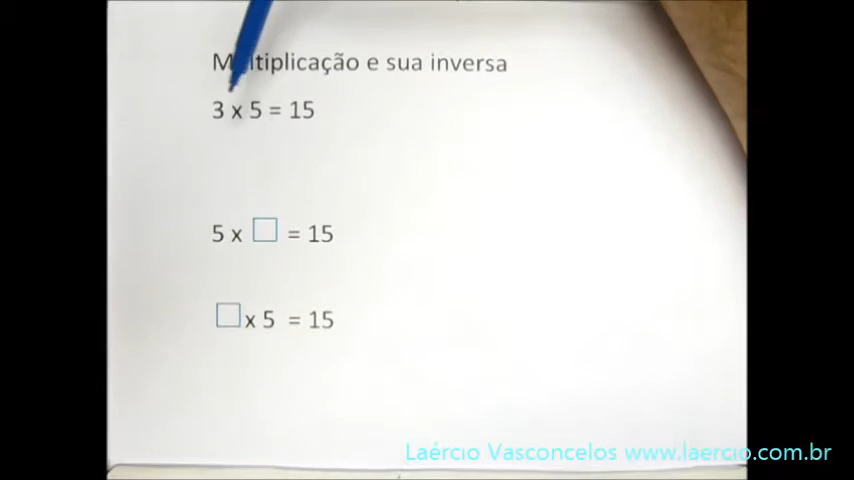 Multiplicação e sua inversa
3 x 5 = 15
5 x □ = 15
□ x 5 = 15
Laércio Vasconcelos www.laercio.com.br